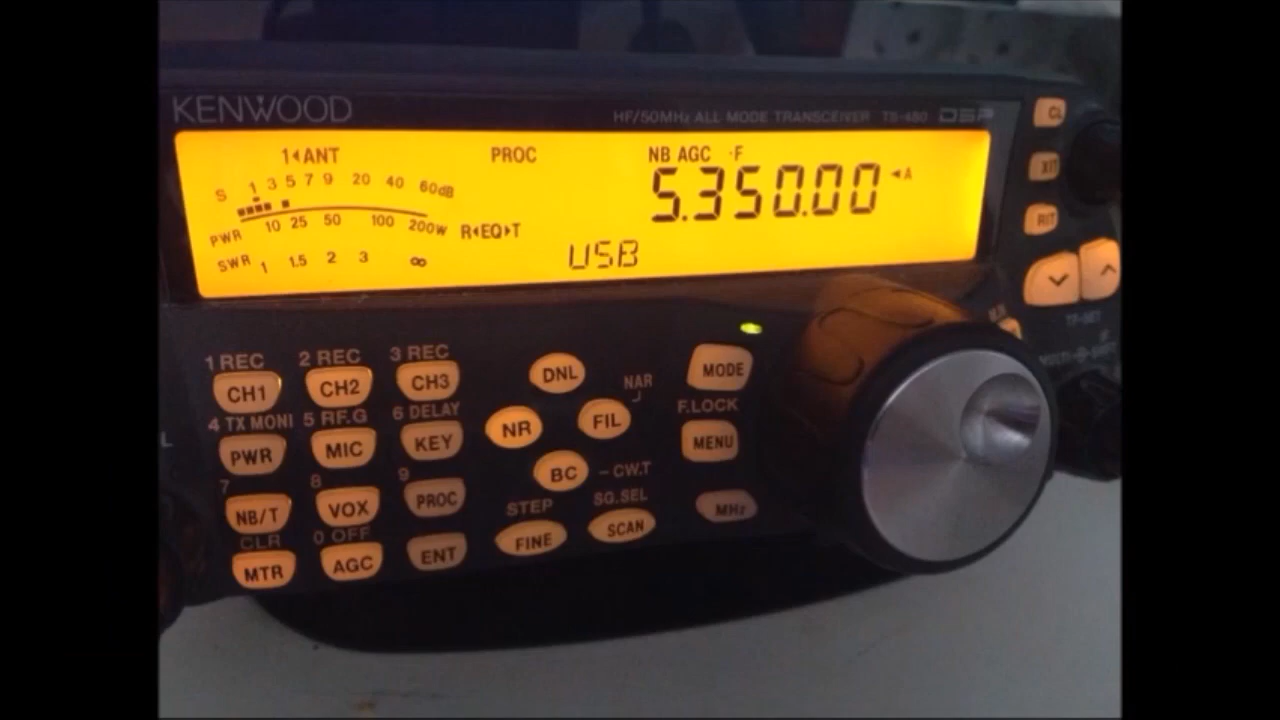 KENWOOD
HF/50MHz ALL MODE TRANSCEIVER TS-480 DSP
1◂ANT PROC NB AGC -F
S 1 3 5 7 9 20 40 60dB
5.350.00 ◂A
PWR 10 25 50 100 200W R◂EQ▸T
SWR 1 1.5 2 3 ∞
USB
CL
XIT
RIT
1 REC 2 REC 3 REC
CH1 CH2 CH3 DNL MODE
NAR
4 TX MONI 5 RF.G 6 DELAY F.LOCK
PWR MIC KEY NR FIL MENU
BC -CW.T
7 8 9 STEP SG.SEL
NB/T VOX PROC FINE SCAN MHz
CLR 0 OFF
MTR AGC ENT